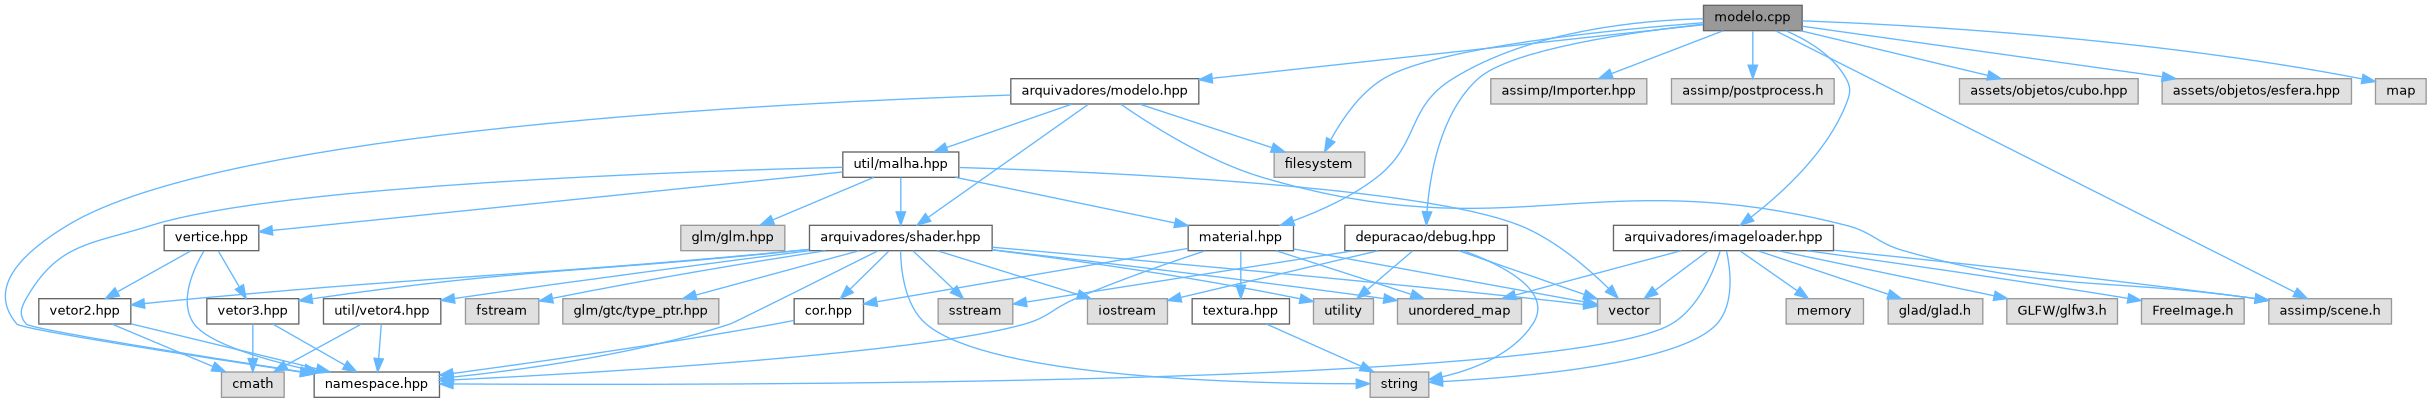 modelo.cpp
arquivadores/modelo.hpp
assimp/Importer.hpp
assimp/postprocess.h
assets/objetos/cubo.hpp
assets/objetos/esfera.hpp
map
util/malha.hpp
filesystem
vertice.hpp
glm/glm.hpp
arquivadores/shader.hpp
material.hpp
depuracao/debug.hpp
arquivadores/imageloader.hpp
vetor2.hpp
vetor3.hpp
util/vetor4.hpp
fstream
glm/gtc/type_ptr.hpp
cor.hpp
sstream
iostream
textura.hpp
utility
unordered_map
vector
memory
glad/glad.h
GLFW/glfw3.h
FreeImage.h
assimp/scene.h
cmath
namespace.hpp
string